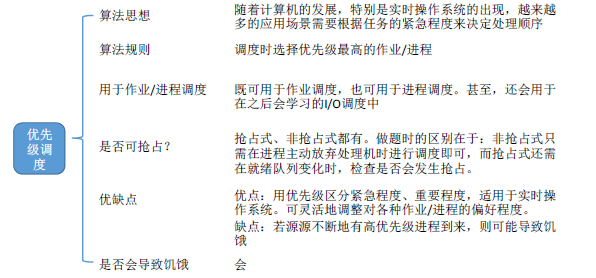 优先
级调
度
算法思想
随着计算机的发展，特别是实时操作系统的出现，越来越
多的应用场景需要根据任务的紧急程度来决定处理顺序
算法规则
调度时选择优先级最高的作业/进程
用于作业/进程调度
既可用于作业调度，也可用于进程调度。甚至，还会用于
在之后会学习的I/O调度中
是否可抢占？
抢占式、非抢占式都有。做题时的区别在于：非抢占式只
需在进程主动放弃处理机时进行调度即可，而抢占式还需
在就绪队列变化时，检查是否会发生抢占。
优缺点
优点：用优先级区分紧急程度、重要程度，适用于实时操
作系统。可灵活地调整对各种作业/进程的偏好程度。
缺点：若源源不断地有高优先级进程到来，则可能导致饥
饿
是否会导致饥饿
会